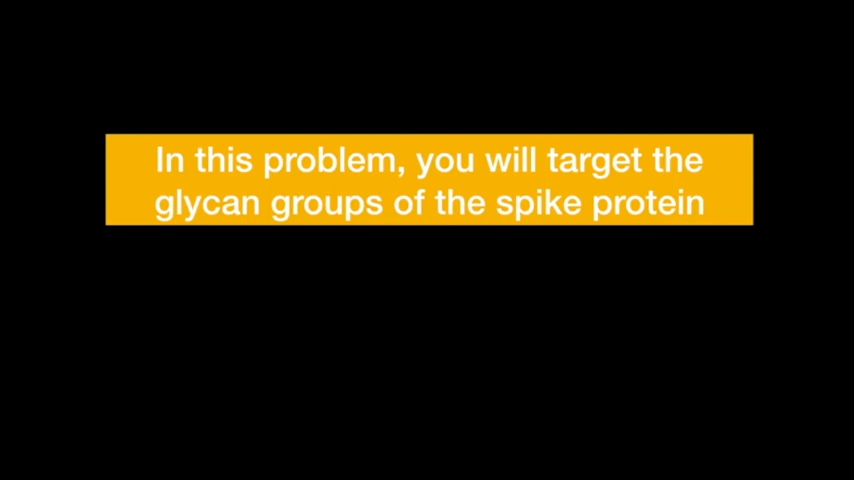 In this problem, you will target the
glycan groups of the spike protein